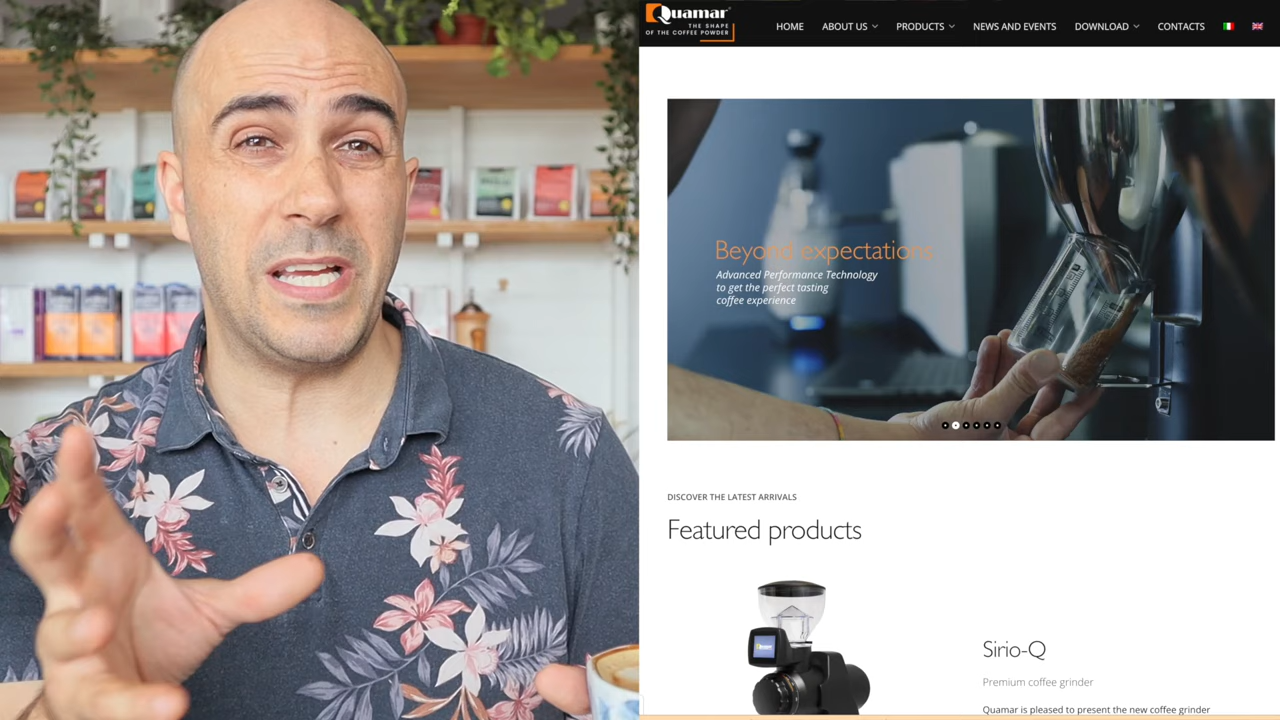 Quamar
THE SHAPE
OF THE COFFEE POWDER
HOME
ABOUT US
PRODUCTS
NEWS AND EVENTS
DOWNLOAD
CONTACTS
Beyond expectations
Advanced Performance Technology
to get the perfect tasting
coffee experience
DISCOVER THE LATEST ARRIVALS
Featured products
Sirio-Q
Premium coffee grinder
Quamar is pleased to present the new coffee grinder